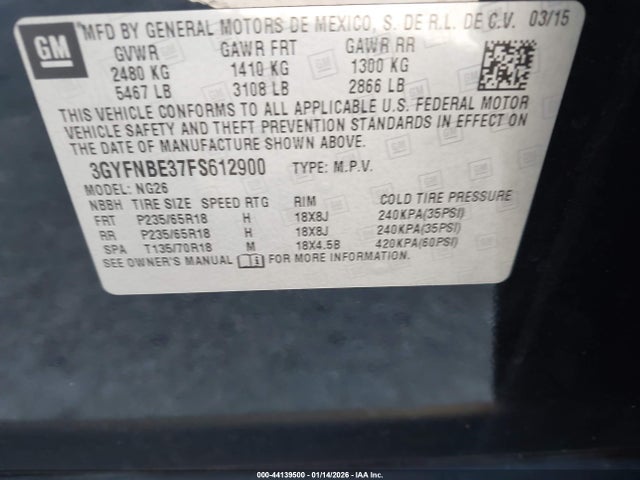 GM
MFD BY GENERAL MOTORS DE MEXICO, S. DE R.L. DE C.V. 03/15
GVWR GAWR FRT GAWR RR
2480 KG 1410 KG 1300 KG
5467 LB 3108 LB 2866 LB
THIS VEHICLE CONFORMS TO ALL APPLICABLE U.S. FEDERAL MOTOR
VEHICLE SAFETY AND THEFT PREVENTION STANDARDS IN EFFECT ON
THE DATE OF MANUFACTURE SHOWN ABOVE.
3GYFNBE37FS612900 TYPE: M.P.V.
MODEL: NG26
NBBH TIRE SIZE SPEED RTG RIM COLD TIRE PRESSURE
FRT P235/65R18 H 18X8J 240KPA(35PSI)
RR P235/65R18 H 18X8J 240KPA(35PSI)
SPA T135/70R18 M 18X4.5B 420KPA(60PSI)
SEE OWNER'S MANUAL FOR MORE INFORMATION.
000-44139500 - 01/14/2026 - IAA Inc.